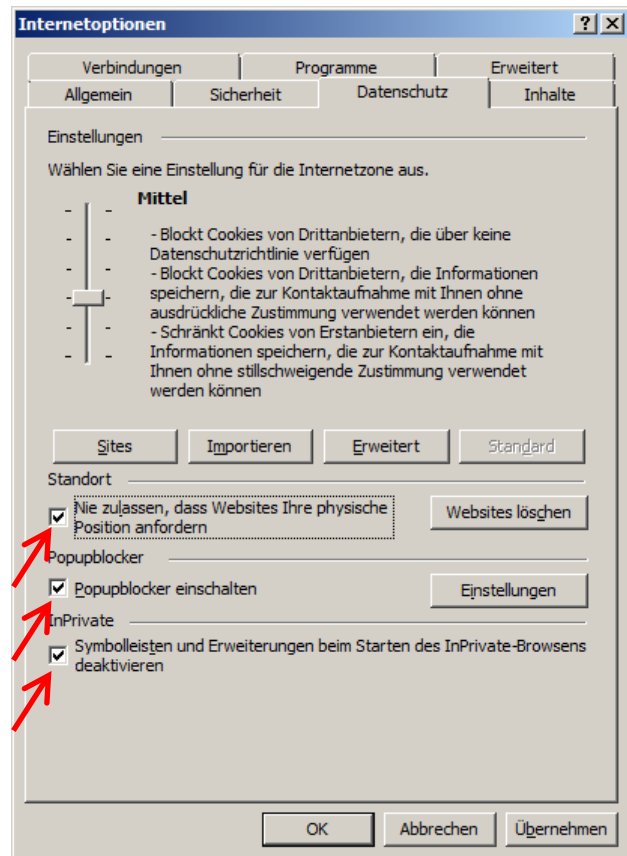 Internetoptionen
Verbindungen Programme Erweitert
Allgemein Sicherheit Datenschutz Inhalte
Einstellungen
Wählen Sie eine Einstellung für die Internetzone aus.
Mittel
- Blockt Cookies von Drittanbietern, die über keine
Datenschutzrichtlinie verfügen
- Blockt Cookies von Drittanbietern, die Informationen
speichern, die zur Kontaktaufnahme mit Ihnen ohne
ausdrückliche Zustimmung verwendet werden können
- Schränkt Cookies von Erstanbietern ein, die
Informationen speichern, die zur Kontaktaufnahme mit
Ihnen ohne stillschweigende Zustimmung verwendet
werden können
Sites Importieren Erweitert Standard
Standort
Nie zulassen, dass Websites Ihre physische
Position anfordern
Websites löschen
Popupblocker
Popupblocker einschalten Einstellungen
InPrivate
Symbolleisten und Erweiterungen beim Starten des InPrivate-Browsens
deaktivieren
OK Abbrechen Übernehmen